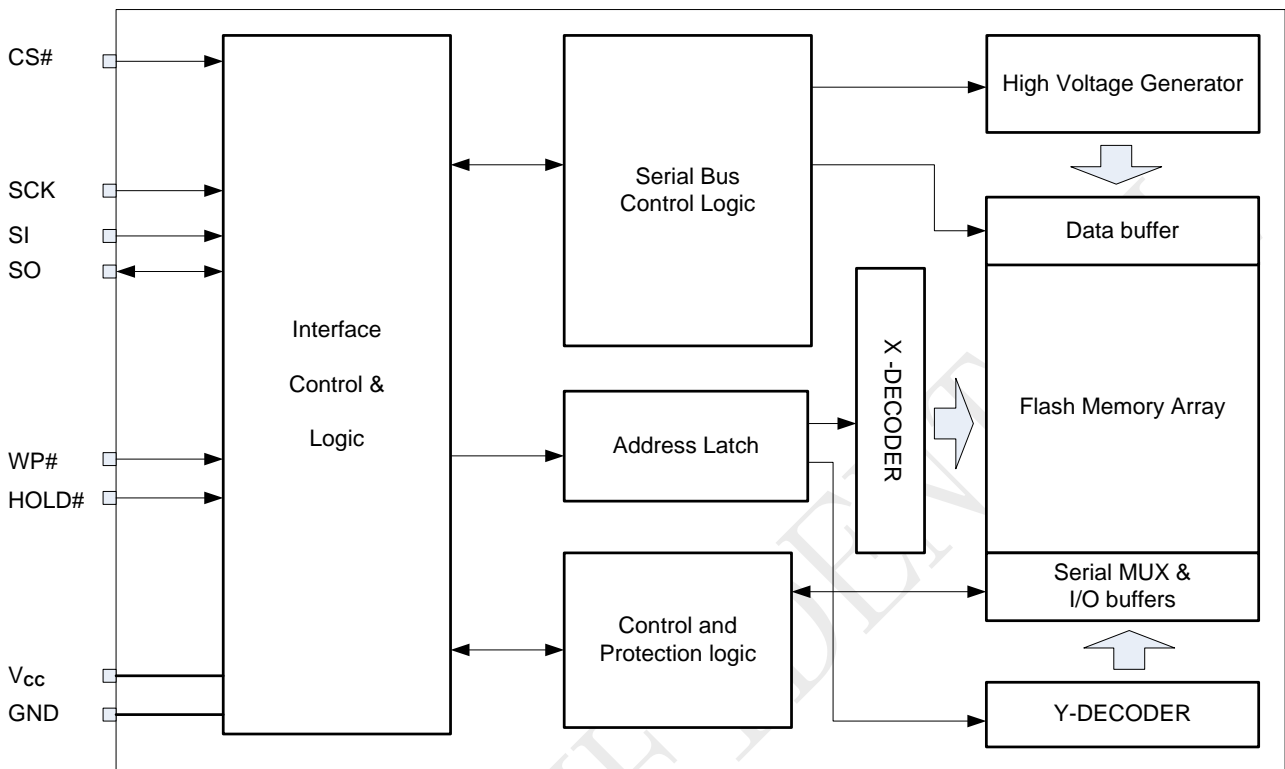 CS#
SCK
SI
SO
WP#
HOLD#
Vcc
GND
Interface
Control &
Logic
Serial Bus
Control Logic
Address Latch
Control and
Protection logic
X -DECODER
High Voltage Generator
Data buffer
Flash Memory Array
Serial MUX &
I/O buffers
Y-DECODER